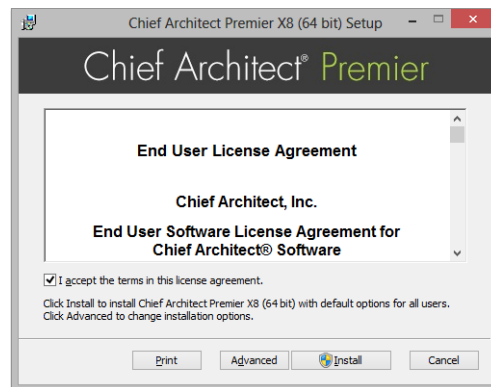 Chief Architect Premier X8 (64 bit) Setup
Chief Architect® Premier
End User License Agreement
Chief Architect, Inc.
End User Software License Agreement for
Chief Architect® Software
I accept the terms in this license agreement.
Click Install to install Chief Architect Premier X8 (64 bit) with default options for all users.
Click Advanced to change installation options.
Print Advanced Install Cancel